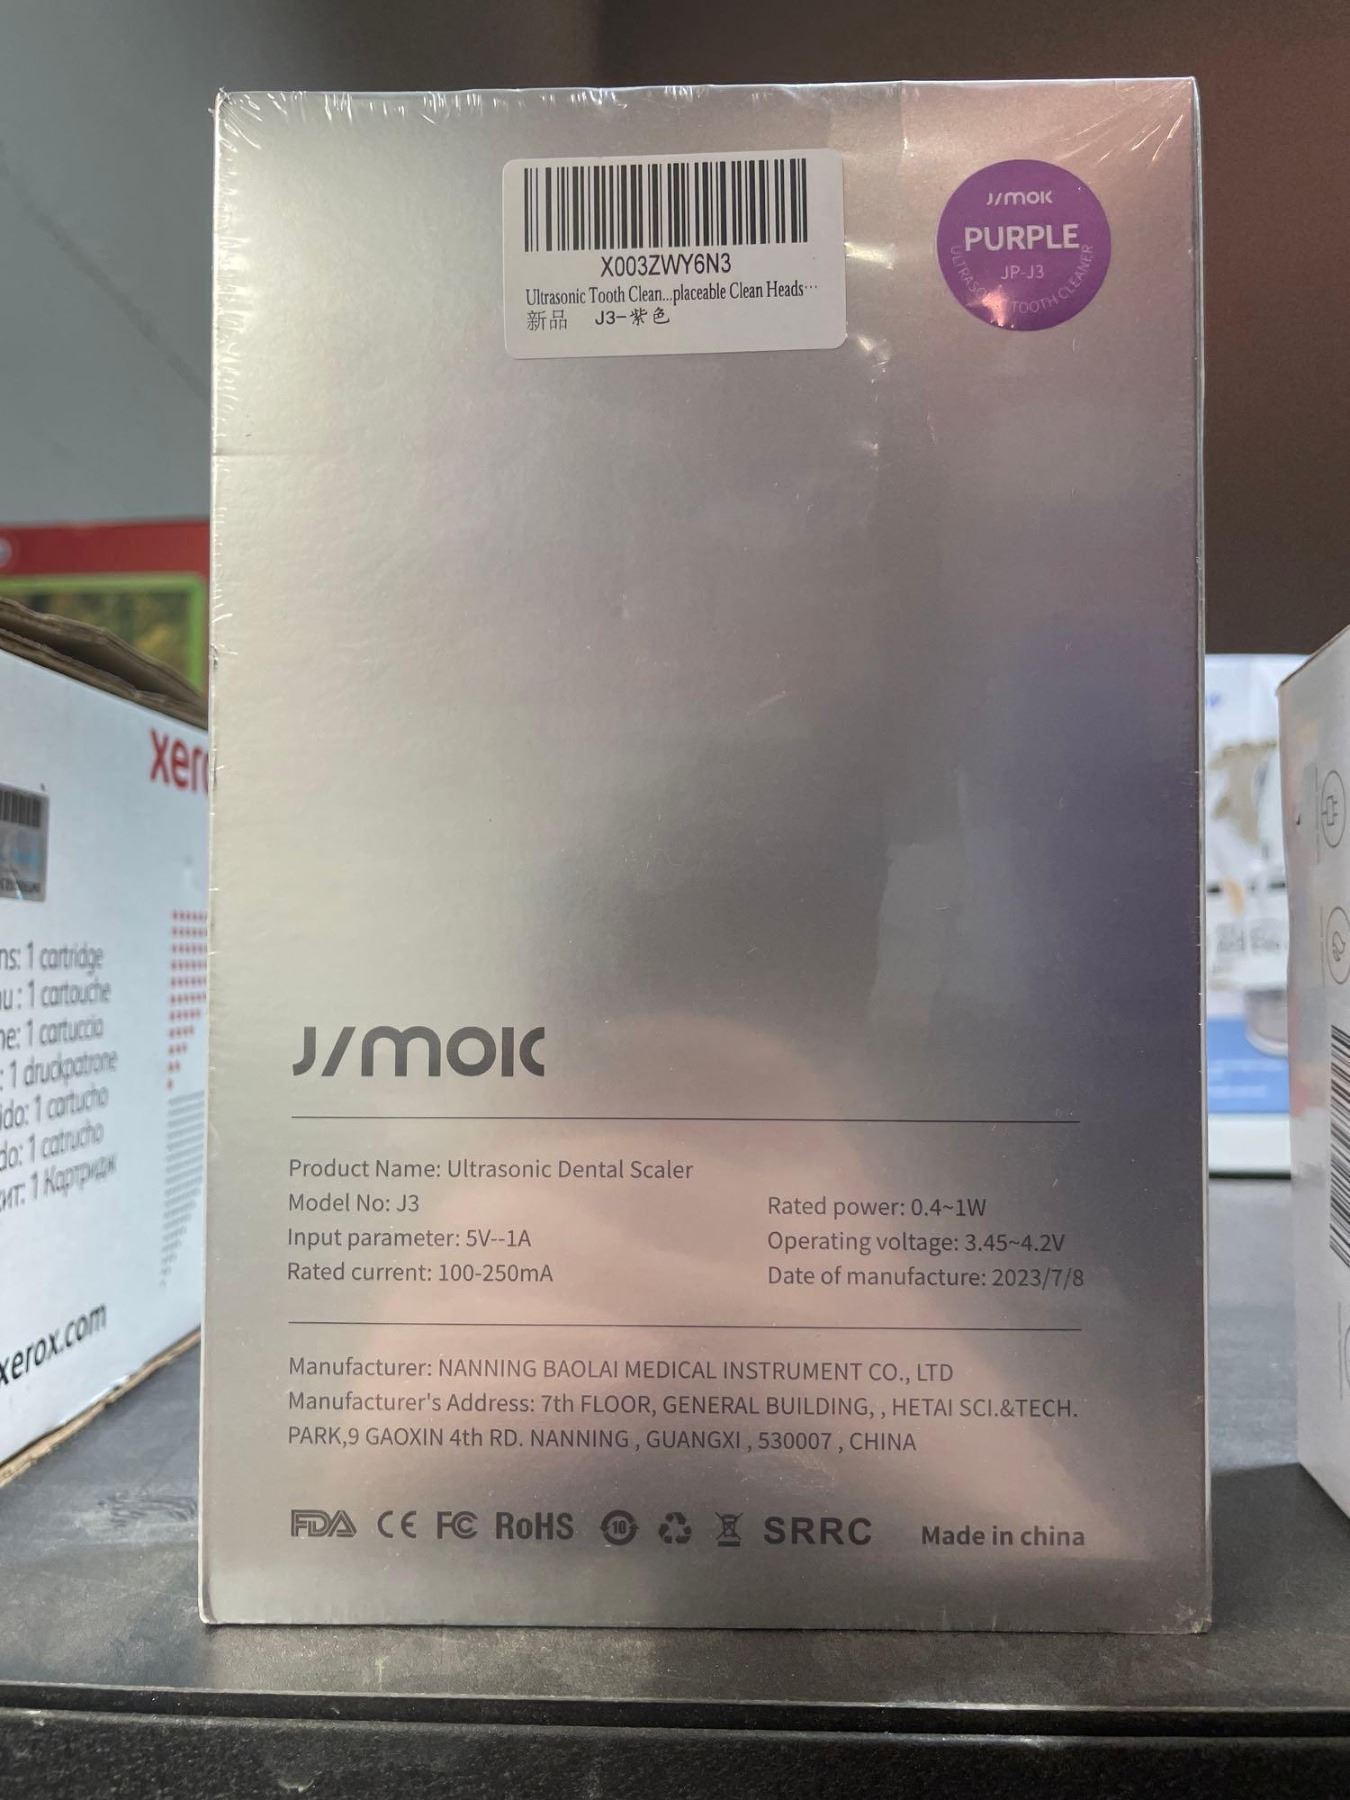 X003ZWY6N3
Ultrasonic Tooth Clean...placeable Clean Heads...
新品 J3-紫色
J/MOIC
PURPLE
JP-J3
ULTRASONIC TOOTH CLEANER
xero
1 cartridge
1 cartouche
1 cartuccia
1 druckpatrone
1 cartucho
1 catrucho
1 Картридж
xerox.com
J/MOIC
Product Name: Ultrasonic Dental Scaler
Model No: J3
Input parameter: 5V--1A
Rated current: 100-250mA
Rated power: 0.4~1W
Operating voltage: 3.45~4.2V
Date of manufacture: 2023/7/8
Manufacturer: NANNING BAOLAI MEDICAL INSTRUMENT CO., LTD
Manufacturer's Address: 7th FLOOR, GENERAL BUILDING, , HETAI SCI.&TECH.
PARK,9 GAOXIN 4th RD. NANNING , GUANGXI , 530007 , CHINA
FDA CE FC RoHS 10 SRRC Made in china